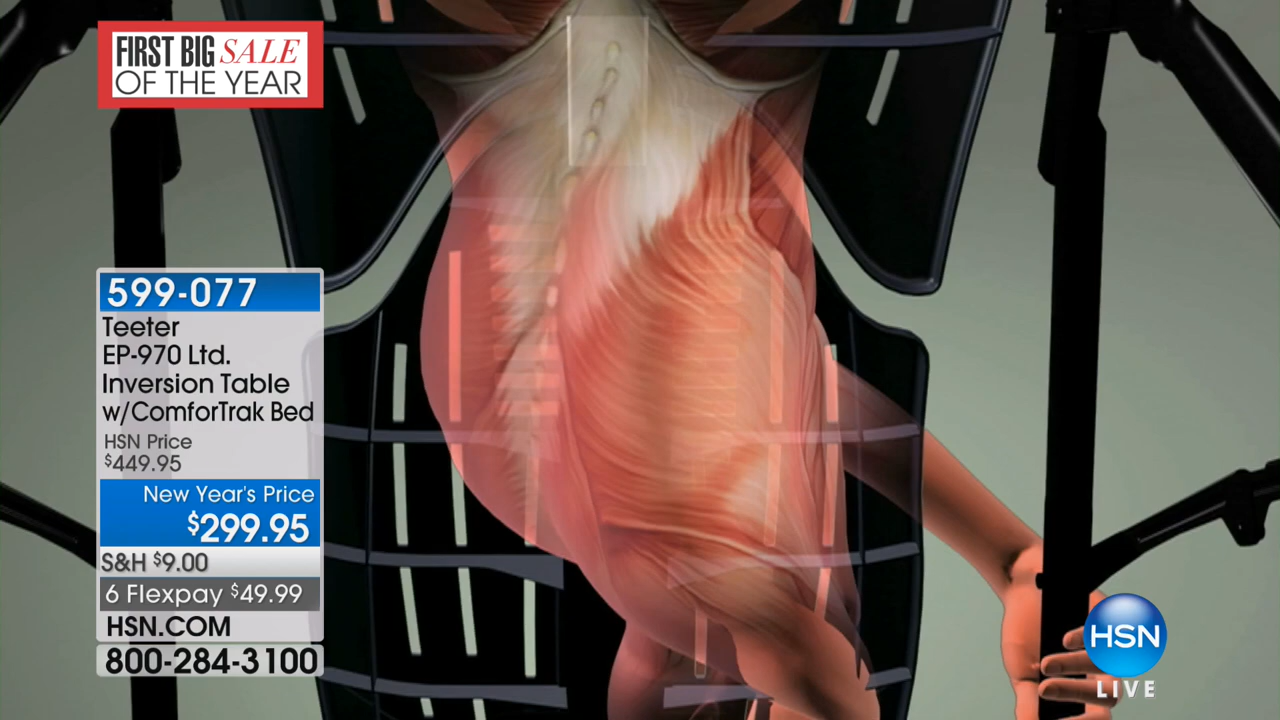 FIRST BIG SALE
OF THE YEAR
599-077
Teeter
EP-970 Ltd.
Inversion Table
w/ComforTrak Bed
HSN Price
$449.95
New Year's Price
$299.95
S&H $9.00
6 Flexpay $49.99
HSN.COM
800-284-3100
HSN
LIVE